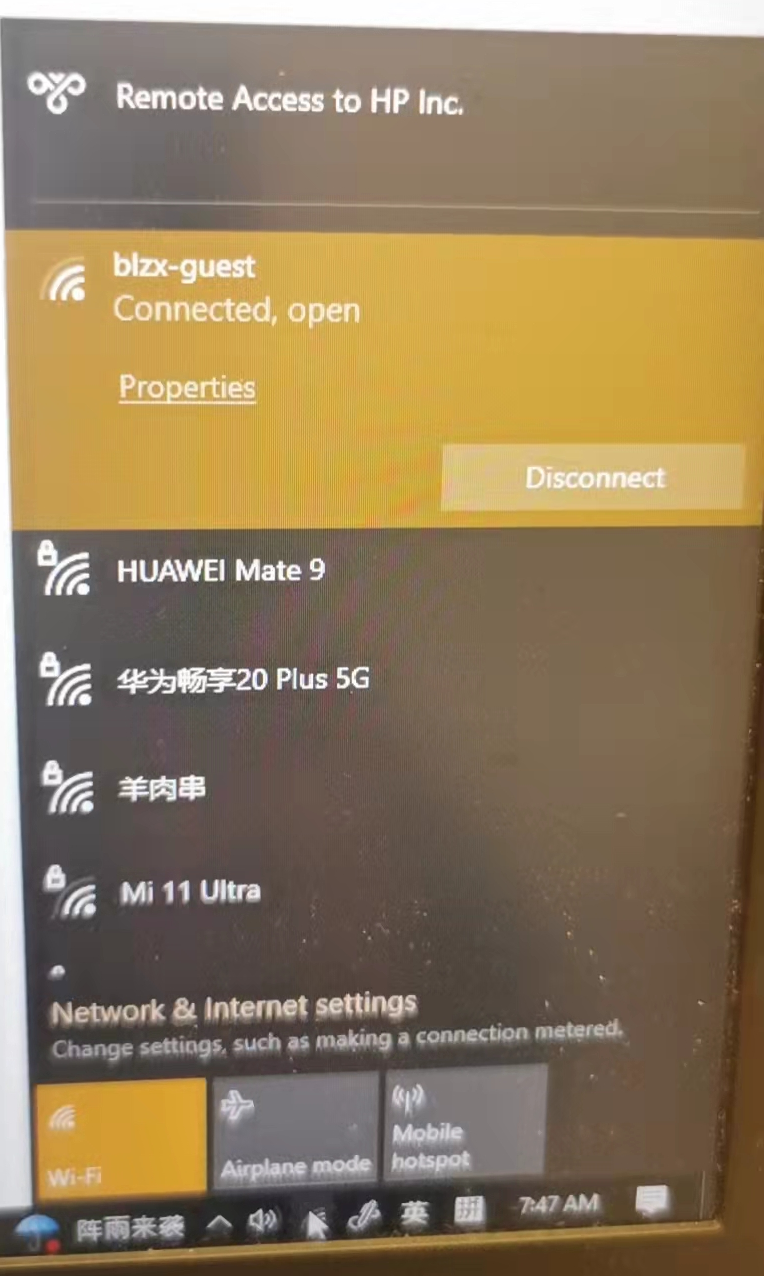 Remote Access to HP Inc.
blzx-guest
Connected, open
Properties
Disconnect
HUAWEI Mate 9
华为畅享20 Plus 5G
羊肉串
Mi 11 Ultra
Network & Internet settings
Change settings, such as making a connection metered.
Wi-Fi
Airplane mode
Mobile
hotspot
阵雨来袭
英
拼
7:47 AM